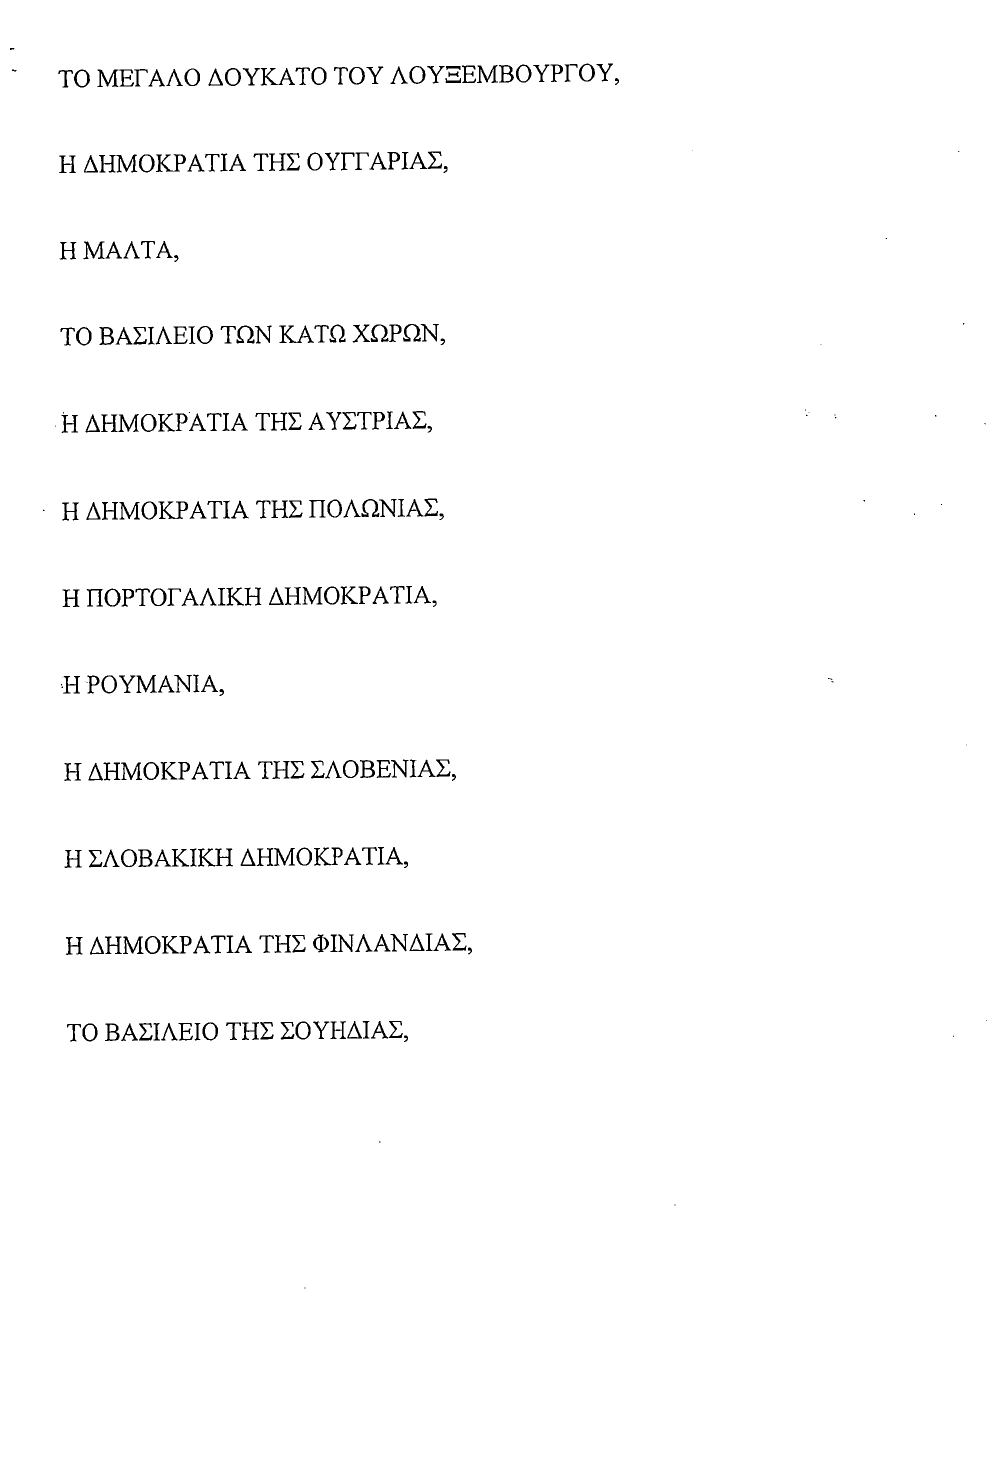 ΤΟ ΜΕΓΑΛΟ ΔΟΥΚΑΤΟ ΤΟΥ ΛΟΥΞΕΜΒΟΥΡΓΟΥ,
Η ΔΗΜΟΚΡΑΤΙΑ ΤΗΣ ΟΥΓΓΑΡΙΑΣ,
Η ΜΑΛΤΑ,
ΤΟ ΒΑΣΙΛΕΙΟ ΤΩΝ ΚΑΤΩ ΧΩΡΩΝ,
Η ΔΗΜΟΚΡΑΤΙΑ ΤΗΣ ΑΥΣΤΡΙΑΣ,
Η ΔΗΜΟΚΡΑΤΙΑ ΤΗΣ ΠΟΛΩΝΙΑΣ,
Η ΠΟΡΤΟΓΑΛΙΚΗ ΔΗΜΟΚΡΑΤΙΑ,
Η ΡΟΥΜΑΝΙΑ,
Η ΔΗΜΟΚΡΑΤΙΑ ΤΗΣ ΣΛΟΒΕΝΙΑΣ,
Η ΣΛΟΒΑΚΙΚΗ ΔΗΜΟΚΡΑΤΙΑ,
Η ΔΗΜΟΚΡΑΤΙΑ ΤΗΣ ΦΙΝΛΑΝΔΙΑΣ,
ΤΟ ΒΑΣΙΛΕΙΟ ΤΗΣ ΣΟΥΗΔΙΑΣ,